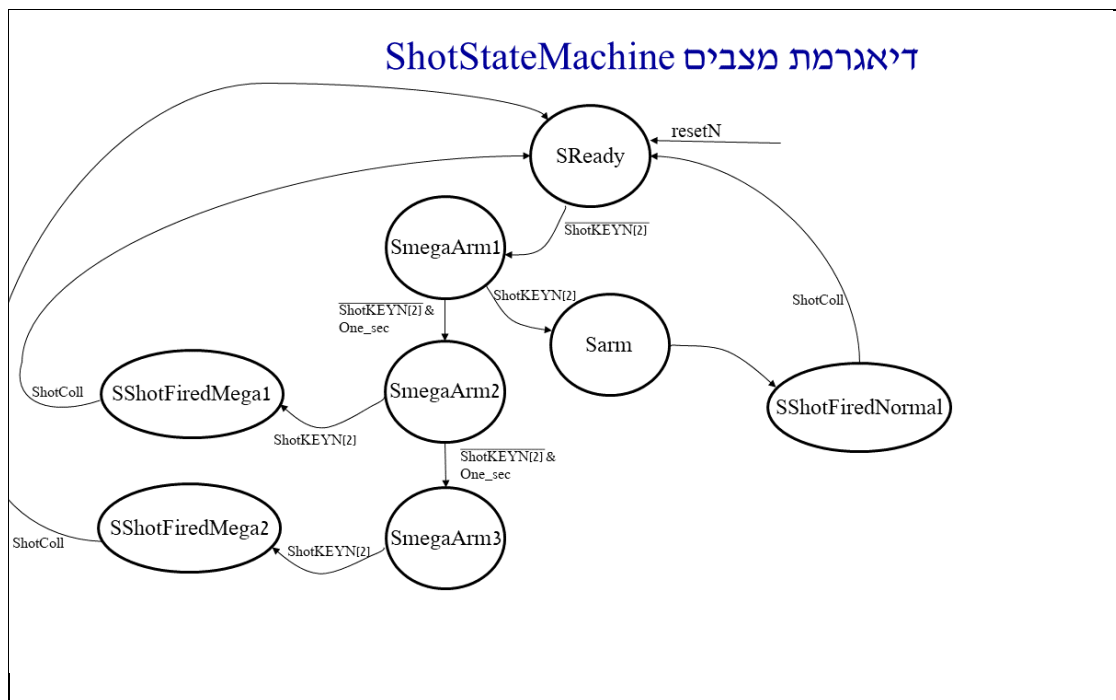 דיאגרמת מצבים ShotStateMachine
resetN
SReady
ShotKEYN[2]
SmegaArm1
ShotKEYN[2]
ShotColl
ShotKEYN[2] &
One_sec
Sarm
SShotFiredMega1
SmegaArm2
ShotColl
SShotFiredNormal
ShotKEYN[2]
ShotKEYN[2] &
One_sec
SShotFiredMega2
SmegaArm3
ShotColl
ShotKEYN[2]